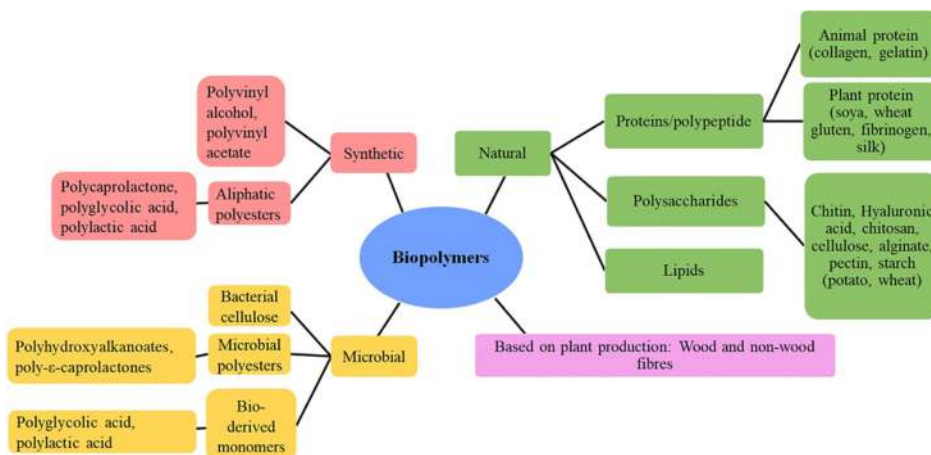 Polyvinyl
alcohol,
polyvinyl
acetate
Synthetic
Polycaprolactone,
polyglycolic acid,
polylactic acid
Aliphatic
polyesters
Natural
Proteins/polypeptide
Animal protein
(collagen, gelatin)
Plant protein
(soya, wheat
gluten, fibrinogen,
silk)
Polysaccharides
Chitin, Hyaluronic
acid, chitosan,
cellulose, alginate,
pectin, starch
(potato, wheat)
Lipids
Biopolymers
Bacterial
cellulose
Polyhydroxyalkanoates,
poly-ε-caprolactones
Microbial
polyesters
Microbial
Polyglycolic acid,
polylactic acid
Bio-
derived
monomers
Based on plant production: Wood and non-wood
fibres